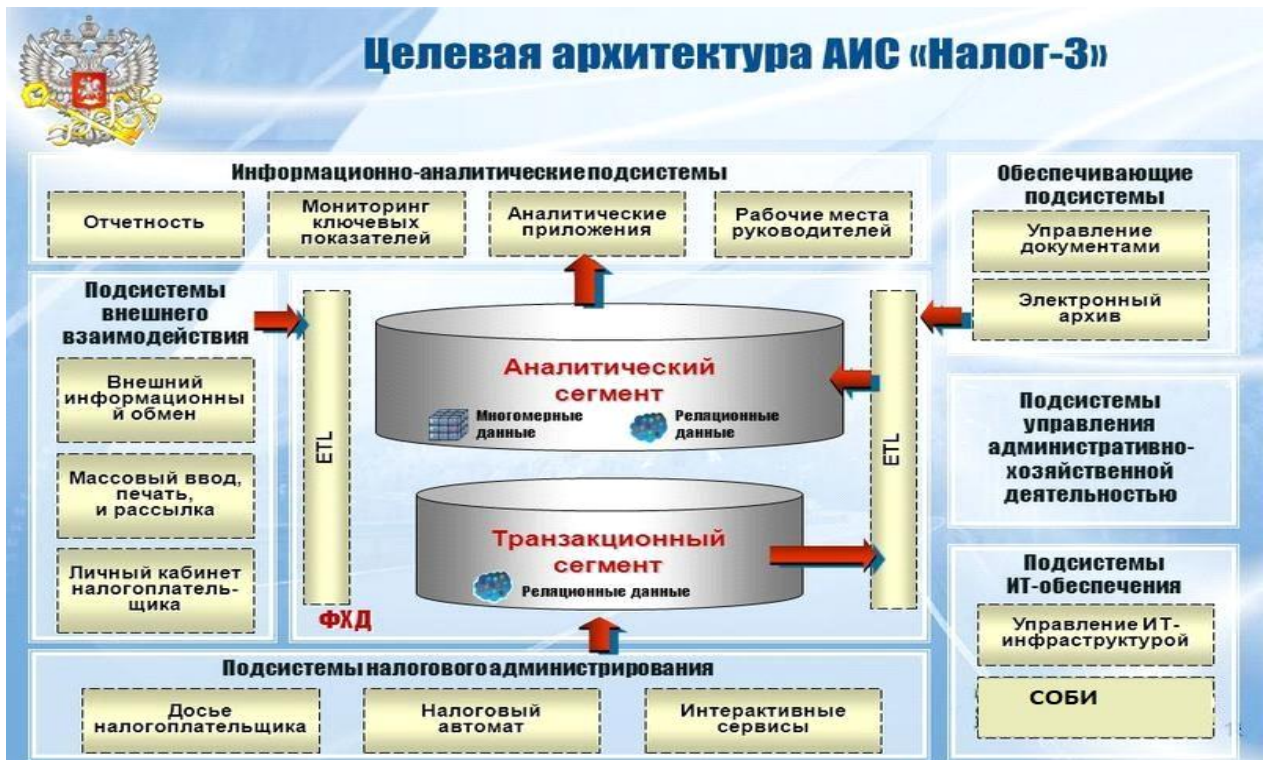 Целевая архитектура АИС «Налог-3»
Информационно-аналитические подсистемы
Отчетность
Мониторинг
ключевых
показателей
Аналитические
приложения
Рабочие места
руководителей
Обеспечивающие
подсистемы
Управление
документами
Электронный
архив
Подсистемы
внешнего
взаимодействия
Внешний
информационны
й обмен
Массовый ввод,
печать,
и рассылка
Личный кабинет
налогоплатель-
щика
ETL
Аналитический
сегмент
Многомерные
данные
Реляционные
данные
Транзакционный
сегмент
Реляционные данные
ETL
ФХД
Подсистемы
управления
административно-
хозяйственной
деятельностью
Подсистемы
ИТ-обеспечения
Управление ИТ-
инфраструктурой
СОБИ
Подсистемы налогового администрирования
Досье
налогоплательщика
Налоговый
автомат
Интерактивные
сервисы